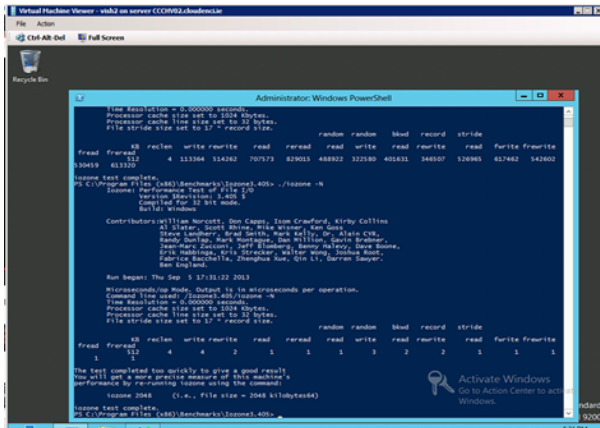 Virtual Machine Viewer - vish2 on server CCCHV02.cloudenci.ie
File Action
Ctrl-Alt-Del Full Screen
Recycle Bin
Administrator: Windows PowerShell
Time Resolution = 0.000000 seconds.
Processor cache size set to 1024 Kbytes.
Processor cache line size set to 32 bytes.
File stride size set to 17 * record size.
random random bkwd record stride
KB reclen write rewrite read reread read write read rewrite read fwrite frewrite
fread freread
512 4 113364 514262 707573 829015 488922 322580 401631 346507 526965 617462 542602
530459 613320
iozone test complete.
PS C:\Program Files (x86)\Benchmarks\Iozone3.405> ./iozone -N
Iozone: Performance Test of File I/O
Version $Revision: 3.405 $
Compiled for 32 bit mode.
Build: Windows
Contributors:William Norcott, Don Capps, Isom Crawford, Kirby Collins
Al Slater, Scott Rhine, Mike Wisner, Ken Goss
Steve Landherr, Brad Smith, Mark Kelly, Dr. Alain CYR,
Randy Dunlap, Mark Montague, Dan Million, Gavin Brebner,
Jean-Marc Zucconi, Jeff Blomberg, Benny Halevy, Dave Boone,
Erik Habbinga, Kris Strecker, Walter Wong, Joshua Root,
Fabrice Bacchella, Zhenghua Xue, Qin Li, Darren Sawyer.
Ben England.
Run began: Thu Sep 5 17:31:22 2013
Microseconds/op Mode. Output is in microseconds per operation.
Command line used: /Iozone3.405/iozone -N
Time Resolution = 0.000000 seconds.
Processor cache size set to 1024 Kbytes.
Processor cache line size set to 32 bytes.
File stride size set to 17 * record size.
random random bkwd record stride
KB reclen write rewrite read reread read write read rewrite read fwrite frewrite
fread freread
512 4 4 2 1 1 1 3 2 2 1 1 1
1 1
The test completed too quickly to give a good result
You will get a more precise measure of this machine's
performance by re-running iozone using the command:
iozone 2048 (i.e., file size = 2048 kilobytes64)
iozone test complete.
PS C:\Program Files (x86)\Benchmarks\Iozone3.405>
Activate Windows
Go to Action Center to acti
Windows.
ndard
9200